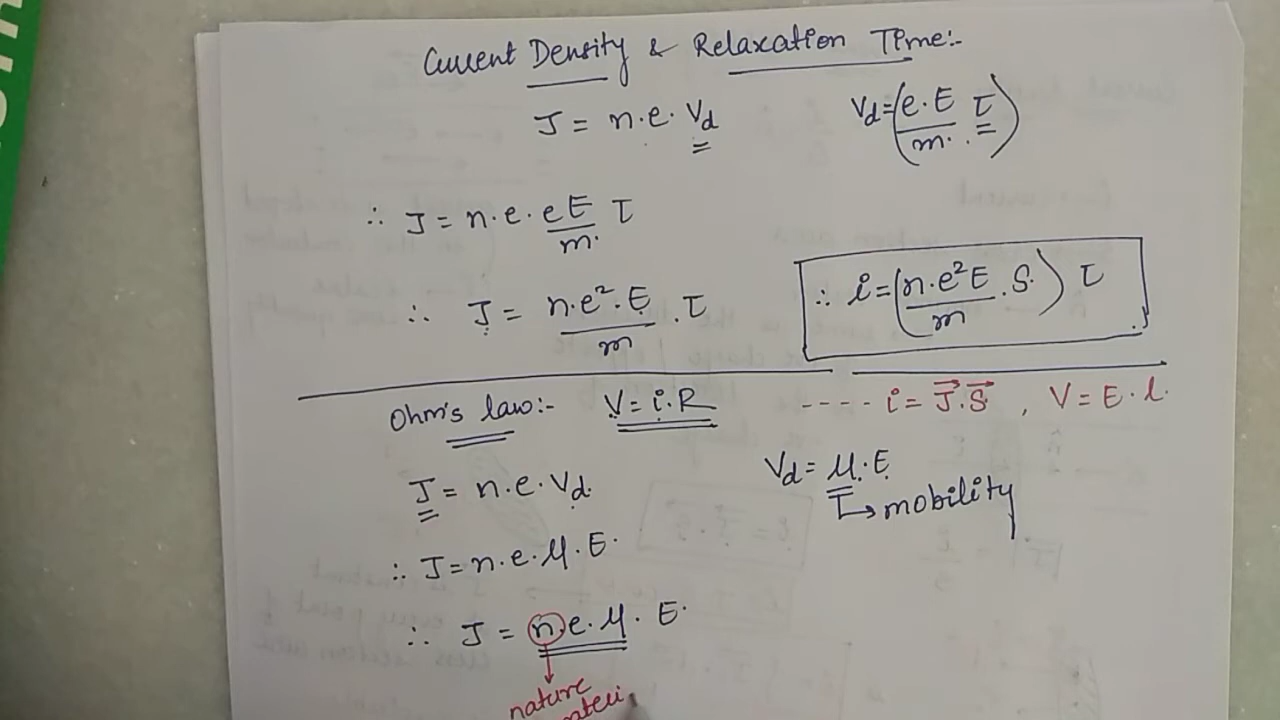 Current Density & Relaxation Time:-
J = n.e. Vd
Vd = (e.E/m. τ)
∴ J = n.e. eE/m. τ
∴ J = n.e².E/m . τ
∴ i = (n.e²E/m .S.) τ
Ohm's law:- V = i.R ---- i = J⃗.S⃗ , V = E.l.
J = n.e.Vd.
Vd = μ.E
→ mobility
∴ J = n.e.μ.E.
∴ J = n.e.μ. E.
nature